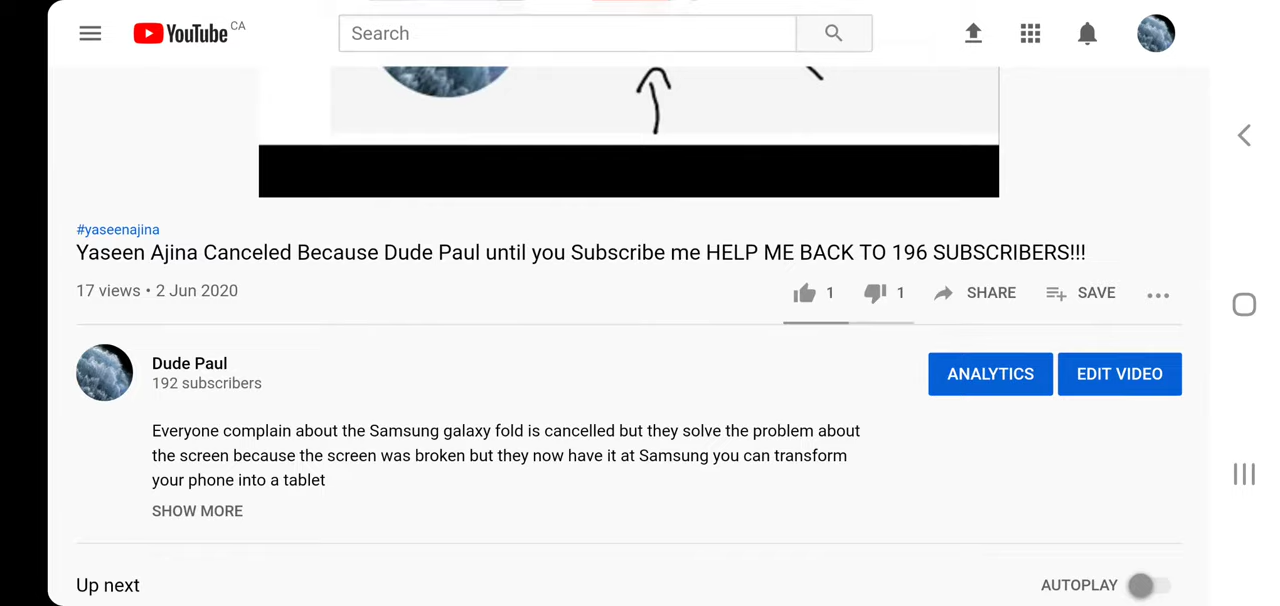 YouTube CA
Search
#yaseenajina
Yaseen Ajina Canceled Because Dude Paul until you Subscribe me HELP ME BACK TO 196 SUBSCRIBERS!!!
17 views • 2 Jun 2020
1 1 SHARE SAVE
Dude Paul
192 subscribers
ANALYTICS EDIT VIDEO
Everyone complain about the Samsung galaxy fold is cancelled but they solve the problem about
the screen because the screen was broken but they now have it at Samsung you can transform
your phone into a tablet
SHOW MORE
Up next
AUTOPLAY